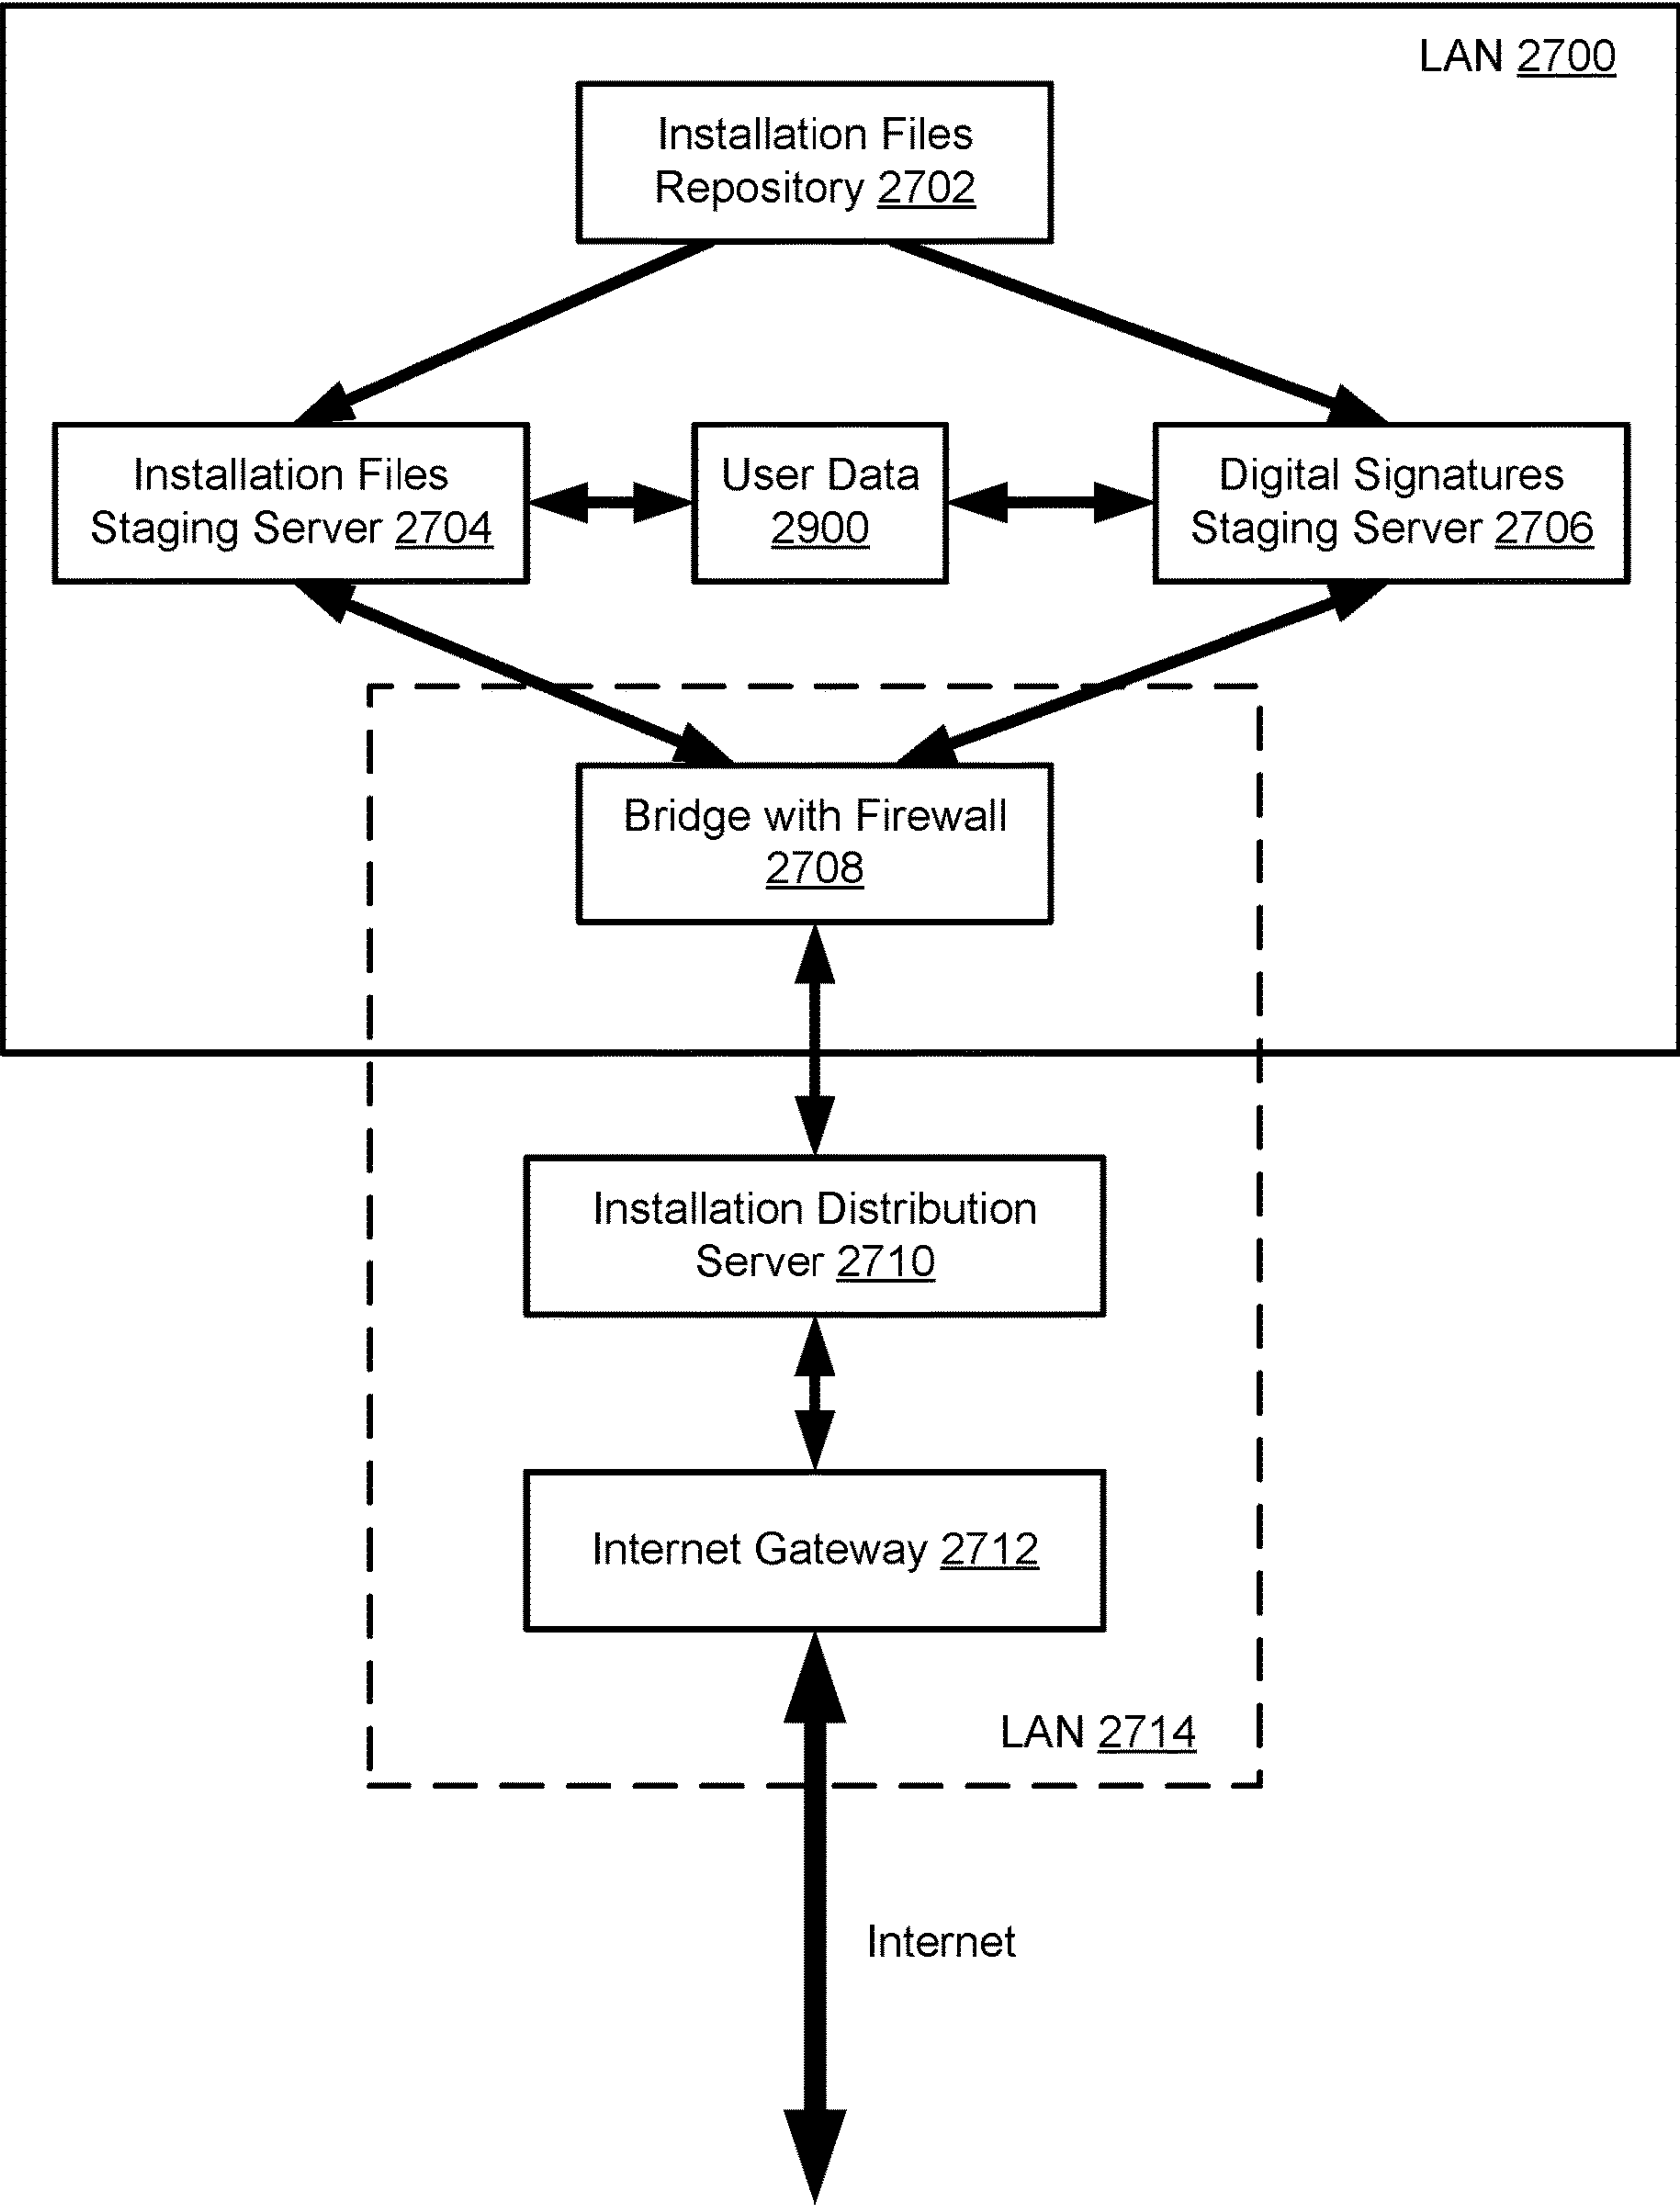 LAN 2700
Installation Files
Repository 2702
Installation Files
Staging Server 2704
User Data
2900
Digital Signatures
Staging Server 2706
Bridge with Firewall
2708
Installation Distribution
Server 2710
Internet Gateway 2712
LAN 2714
Internet